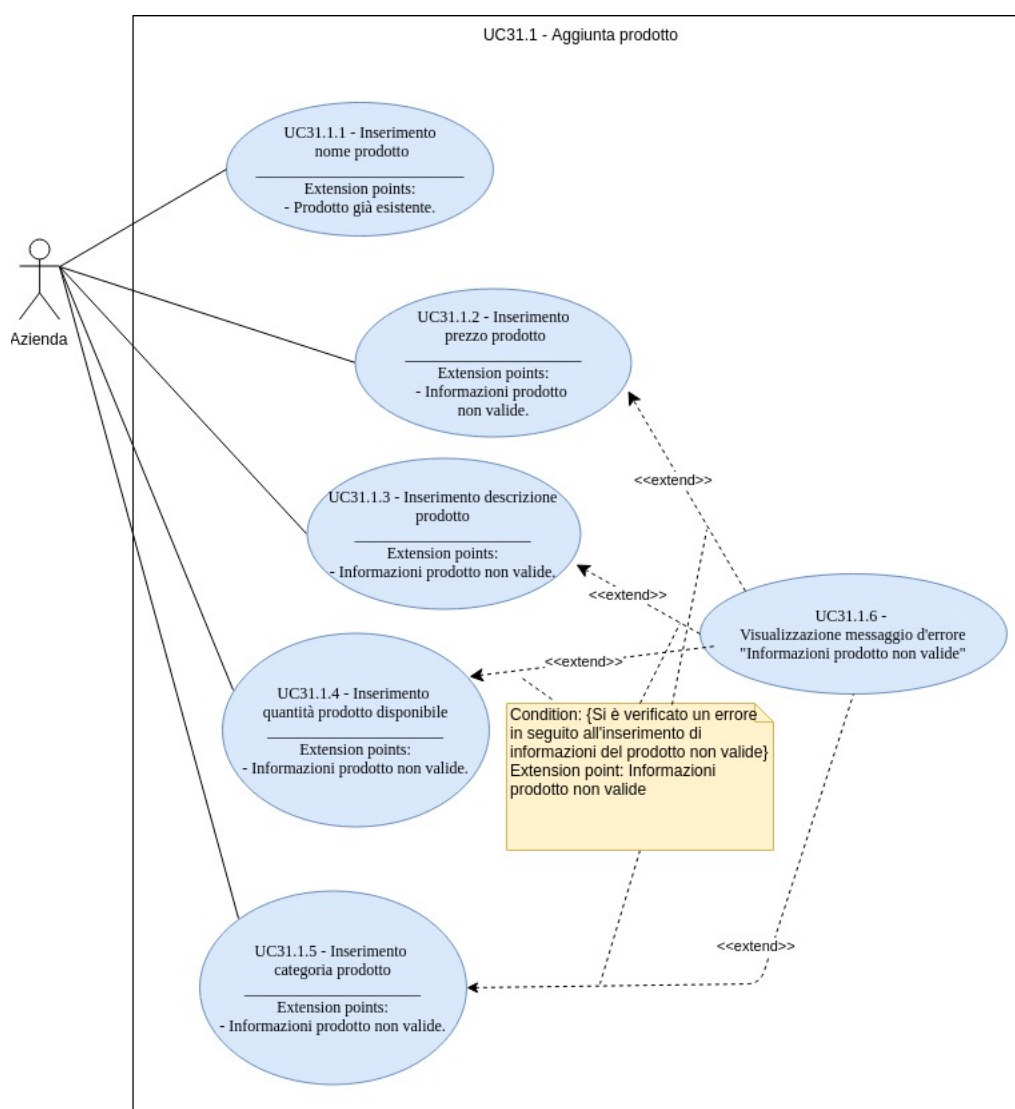 UC31.1 - Aggiunta prodotto
UC31.1.1 - Inserimento
nome prodotto
Extension points:
- Prodotto già esistente.
Azienda
UC31.1.2 - Inserimento
prezzo prodotto
Extension points:
- Informazioni prodotto
non valide.
<<extend>>
UC31.1.3 - Inserimento descrizione
prodotto
Extension points:
- Informazioni prodotto non valide.
<<extend>>
UC31.1.6 -
Visualizzazione messaggio d'errore
"Informazioni prodotto non valide"
<<extend>>
UC31.1.4 - Inserimento
quantità prodotto disponibile
Extension points:
- Informazioni prodotto non valide.
Condition: {Si è verificato un errore
in seguito all'inserimento di
informazioni del prodotto non valide}
Extension point: Informazioni
prodotto non valide
<<extend>>
UC31.1.5 - Inserimento
categoria prodotto
Extension points:
- Informazioni prodotto non valide.